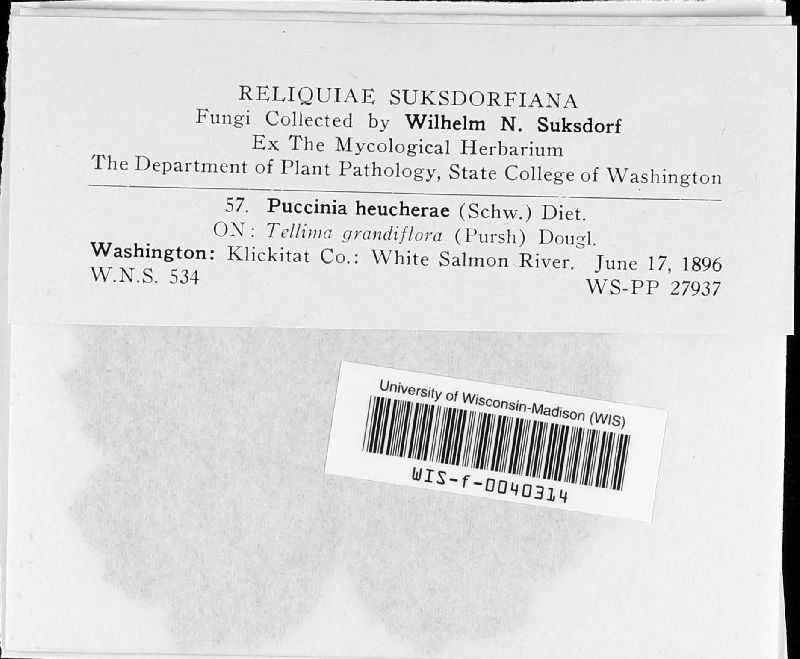 RELIQUIAE SUKSDORFIANA
Fungi Collected by Wilhelm N. Suksdorf
Ex The Mycological Herbarium
The Department of Plant Pathology, State College of Washington
57. Puccinia heucherae (Schw.) Diet.
ON: Tellima grandiflora (Pursh) Dougl.
Washington: Klickitat Co.: White Salmon River. June 17, 1896
W.N.S. 534 WS-PP 27937
University of Wisconsin-Madison (WIS)
WIS-f-0040314